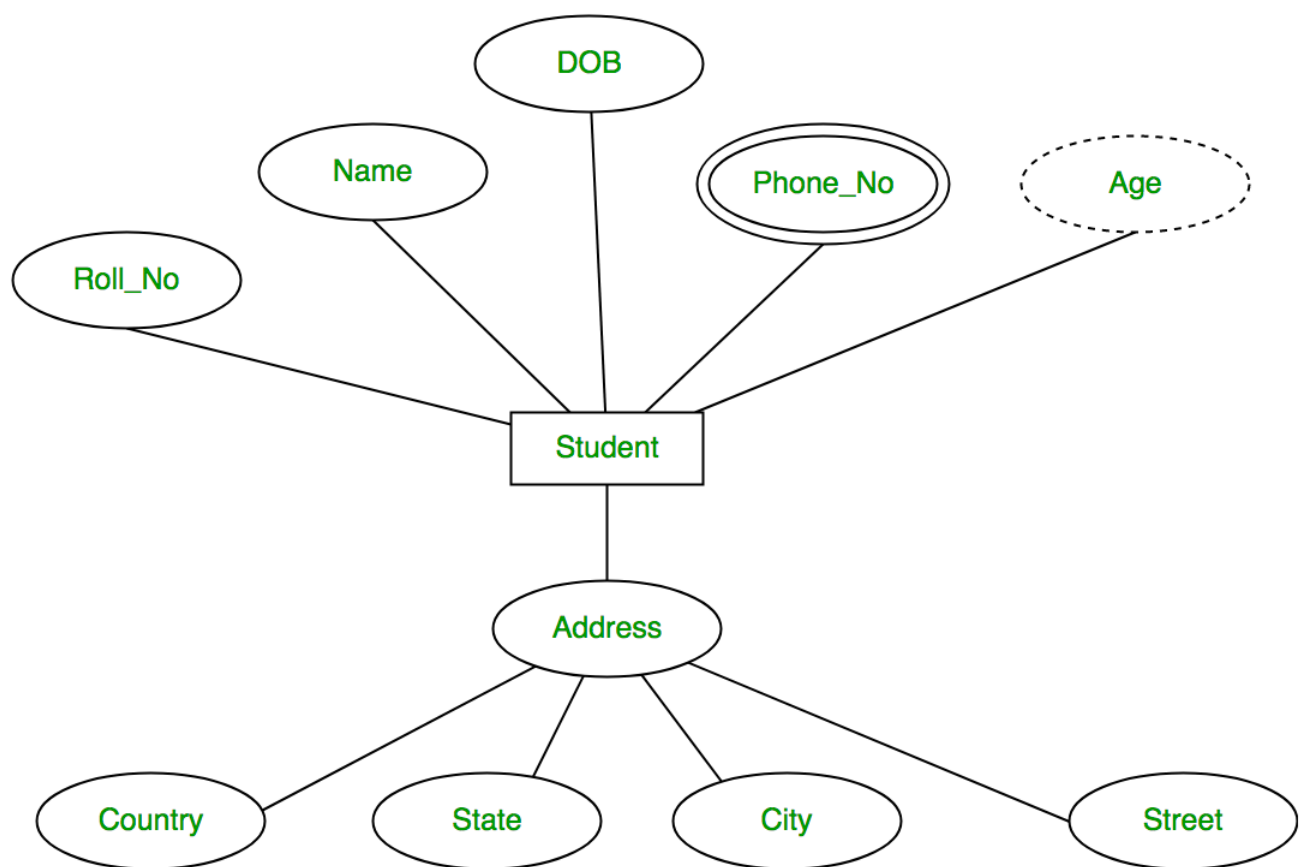 DOB
Name
Phone_No
Age
Roll_No
Student
Address
Country
State
City
Street